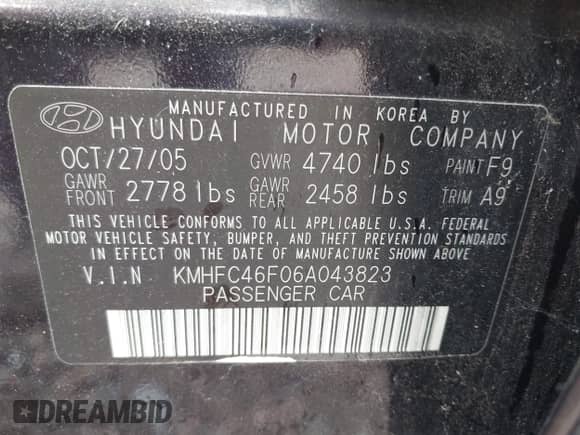 MANUFACTURED IN KOREA BY
HYUNDAI MOTOR COMPANY
OCT/27/05 GVWR 4740 lbs PAINT F9
GAWR FRONT 2778 lbs GAWR REAR 2458 lbs TRIM A9
THIS VEHICLE CONFORMS TO ALL APPLICABLE U.S.A. FEDERAL
MOTOR VEHICLE SAFETY, BUMPER, AND THEFT PREVENTION STANDARDS
IN EFFECT ON THE DATE OF MANUFACTURE SHOWN ABOVE
V.I.N KMHFC46F06A043823
PASSENGER CAR
DREAMBID